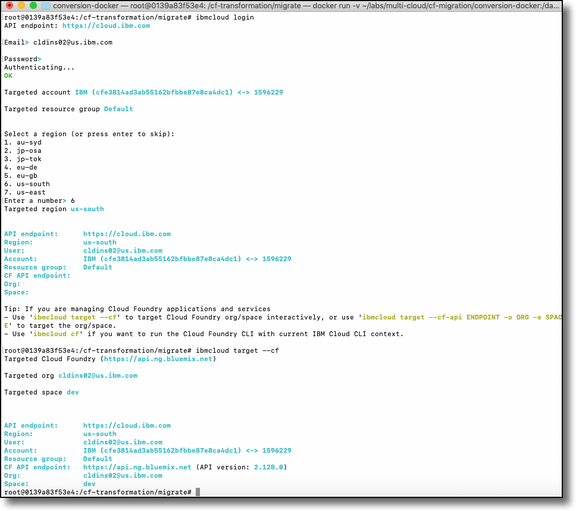 conversion-docker — root@0139a83f53e4: /cf-transformation/migrate — docker run -v ~/labs/multi-cloud/cf-migration/conversion-docker:/da...
root@0139a83f53e4:/cf-transformation/migrate# ibmcloud login
API endpoint: https://cloud.ibm.com
Email> cldins02@us.ibm.com
Password>
Authenticating...
OK
Targeted account IBM (cfe3814ad3ab55162bfbbe87e8ca4dc1) <-> 1596229
Targeted resource group Default
Select a region (or press enter to skip):
1. au-syd
2. jp-osa
3. jp-tok
4. eu-de
5. eu-gb
6. us-south
7. us-east
Enter a number> 6
Targeted region us-south
API endpoint: https://cloud.ibm.com
Region: us-south
User: cldins02@us.ibm.com
Account: IBM (cfe3814ad3ab55162bfbbe87e8ca4dc1) <-> 1596229
Resource group: Default
CF API endpoint:
Org:
Space:
Tip: If you are managing Cloud Foundry applications and services
- Use 'ibmcloud target --cf' to target Cloud Foundry org/space interactively, or use 'ibmcloud target --cf-api ENDPOINT -o ORG -s SPAC
E' to target the org/space.
- Use 'ibmcloud cf' if you want to run the Cloud Foundry CLI with current IBM Cloud CLI context.
root@0139a83f53e4:/cf-transformation/migrate# ibmcloud target --cf
Targeted Cloud Foundry (https://api.ng.bluemix.net)
Targeted org cldins02@us.ibm.com
Targeted space dev
API endpoint: https://cloud.ibm.com
Region: us-south
User: cldins02@us.ibm.com
Account: IBM (cfe3814ad3ab55162bfbbe87e8ca4dc1) <-> 1596229
Resource group: Default
CF API endpoint: https://api.ng.bluemix.net (API version: 2.128.0)
Org: cldins02@us.ibm.com
Space: dev
root@0139a83f53e4:/cf-transformation/migrate#